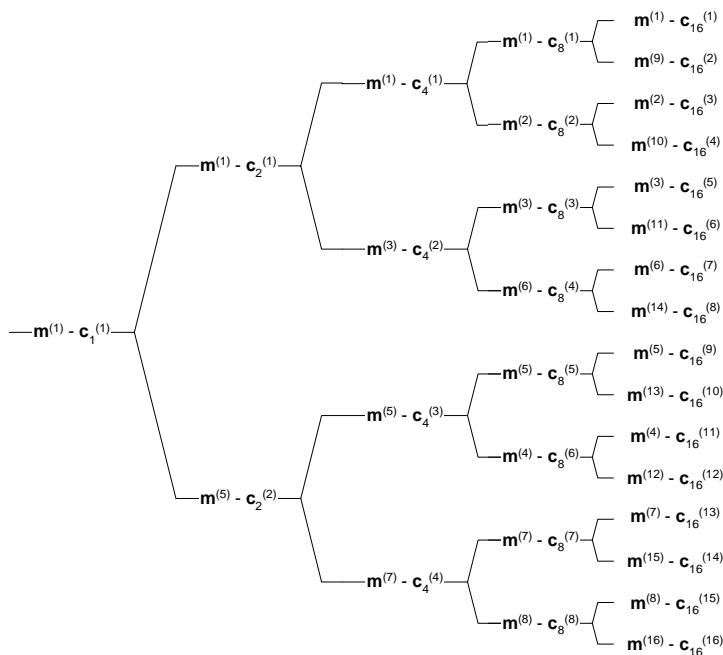 m(1) - c16(1)
m(1) - c8(1)
m(9) - c16(2)
m(1) - c4(1)
m(2) - c16(3)
m(2) - c8(2)
m(10) - c16(4)
m(1) - c2(1)
m(3) - c16(5)
m(3) - c8(3)
m(11) - c16(6)
m(3) - c4(2)
m(6) - c16(7)
m(6) - c8(4)
m(14) - c16(8)
m(1) - c1(1)
m(5) - c16(9)
m(5) - c8(5)
m(13) - c16(10)
m(5) - c4(3)
m(4) - c16(11)
m(4) - c8(6)
m(12) - c16(12)
m(5) - c2(2)
m(7) - c16(13)
m(7) - c8(7)
m(15) - c16(14)
m(7) - c4(4)
m(8) - c16(15)
m(8) - c8(8)
m(16) - c16(16)